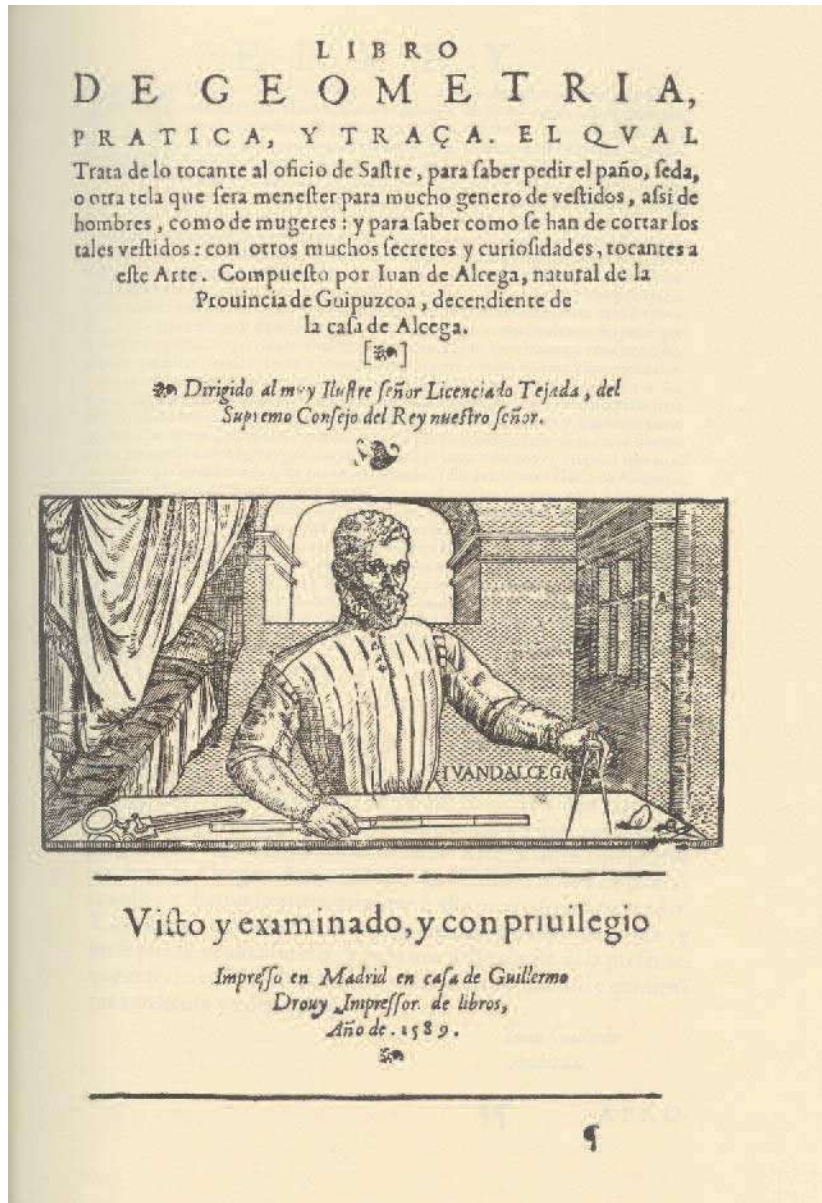 LIBRO
DE GEOMETRIA,
PRATICA, Y TRAÇA. EL QVAL
Trata de lo tocante al oficio de Saſtre, para ſaber pedir el paño, ſeda,
o otra tela que ſera meneſter para mucho genero de veſtidos, aſsi de
hombres, como de mugeres: y para ſaber como ſe han de cortar los
tales veſtidos: con otros muchos ſecretos y curioſidades, tocantes a
eſte Arte. Compueſto por Iuan de Alcega, natural de la
Prouincia de Guipuzcoa, decendiente de
la caſa de Alcega.
Dirigido al muy Iluſtre ſeñor Licenciado Tejada, del
Supremo Conſejo del Rey nueſtro ſeñor.
IVANDALCEGA
Viſto y examinado, y con priuilegio
Impreſſo en Madrid en caſa de Guillermo
Drouy Impreſſor de libros,
Año de. 1589.
¶